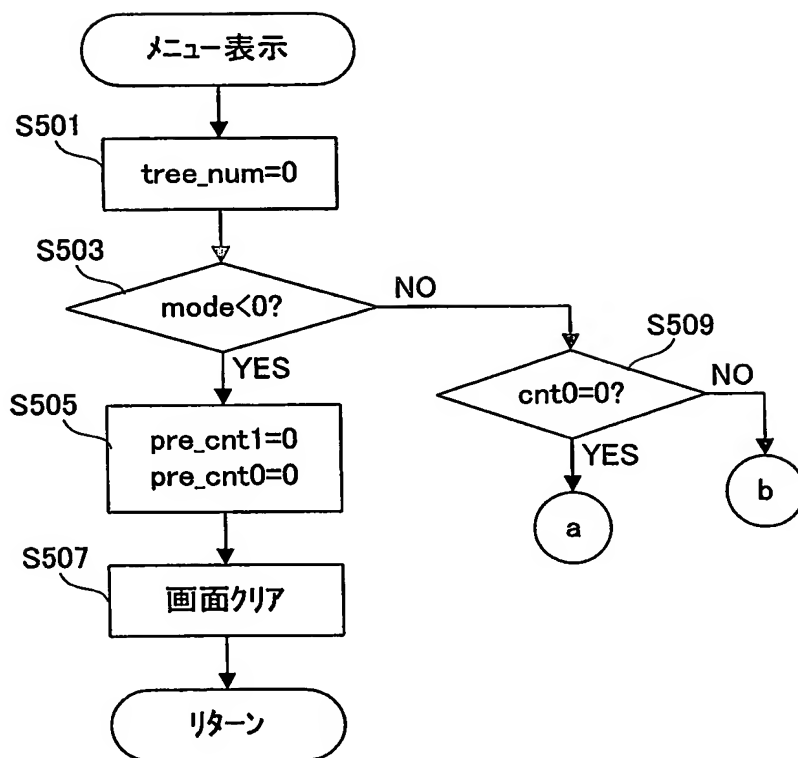 メニュー表示
S501
tree_num=0
S503
mode<0?
NO
YES
S509
cnt0=0?
NO
YES
a
b
S505
pre_cnt1=0
pre_cnt0=0
S507
画面クリア
リターン